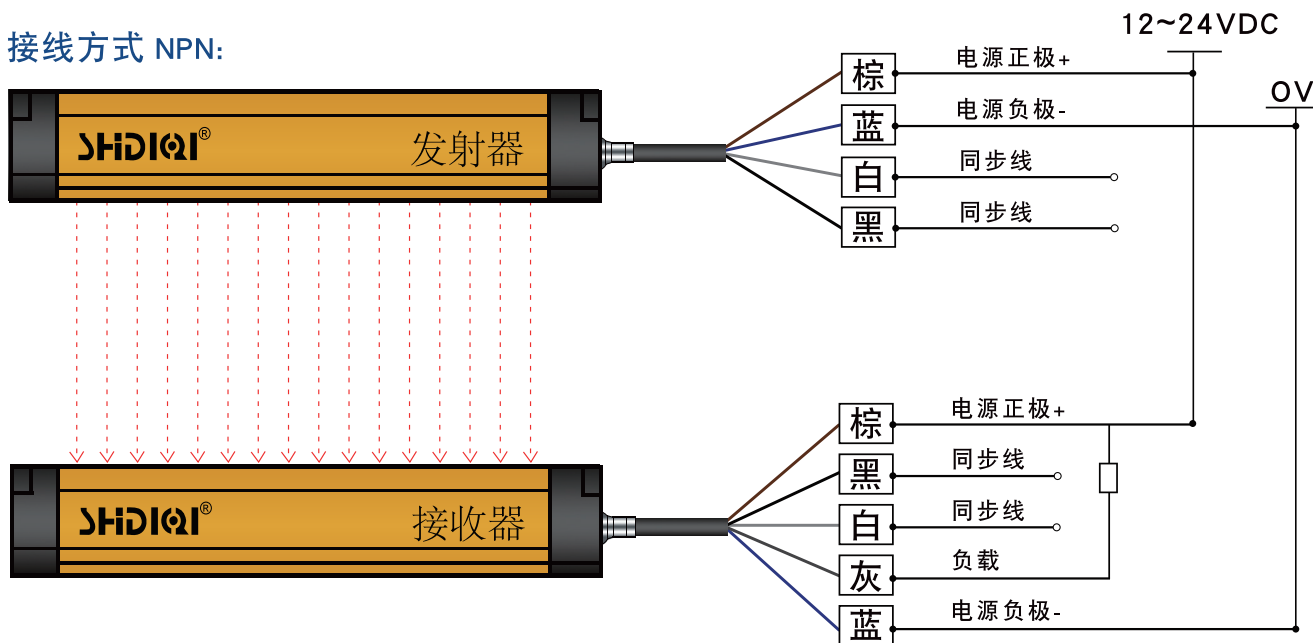 接线方式 NPN:
12~24VDC
0V
棕 电源正极+
蓝 电源负极-
白 同步线
黑 同步线
SHiDIQI® 发射器
棕 电源正极+
黑 同步线
白 同步线
灰 负载
蓝 电源负极-
SHiDIQI® 接收器